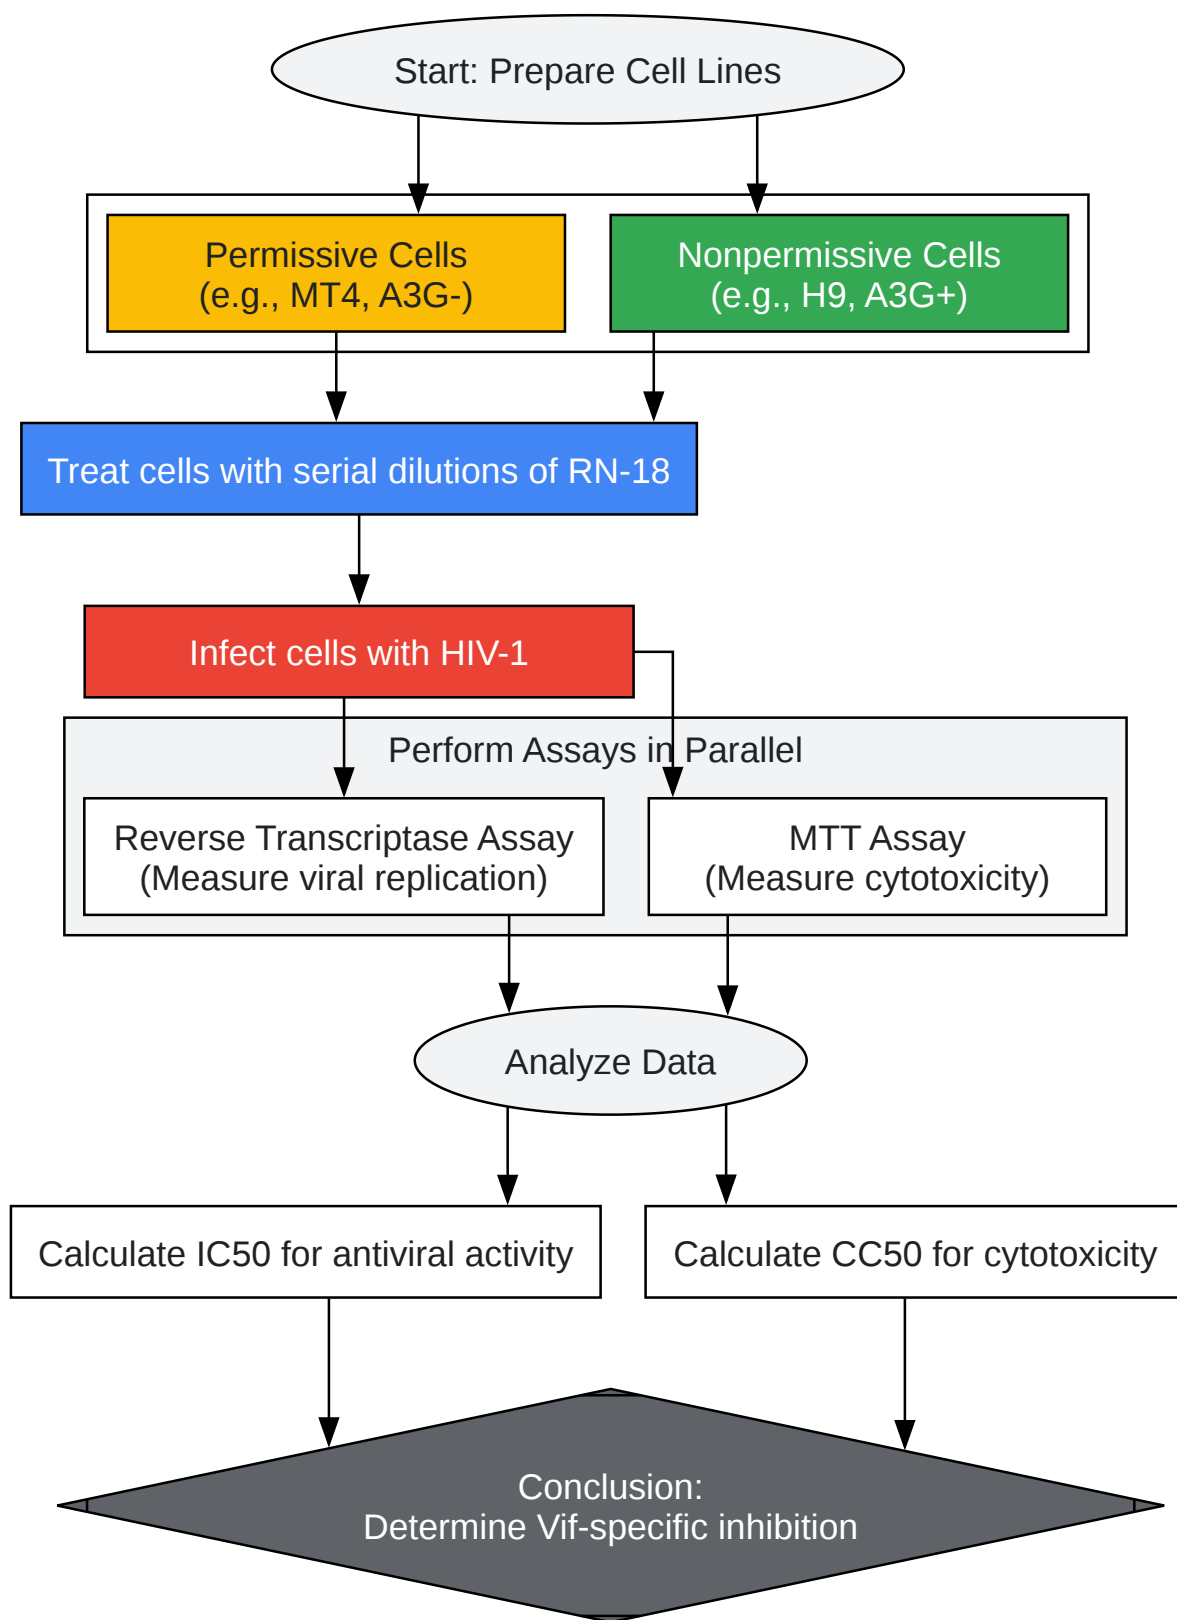 Start: Prepare Cell Lines
Permissive Cells
(e.g., MT4, A3G-)
Nonpermissive Cells
(e.g., H9, A3G+)
Treat cells with serial dilutions of RN-18
Infect cells with HIV-1
Perform Assays in Parallel
Reverse Transcriptase Assay
(Measure viral replication)
MTT Assay
(Measure cytotoxicity)
Analyze Data
Calculate IC50 for antiviral activity
Calculate CC50 for cytotoxicity
Conclusion:
Determine Vif-specific inhibition